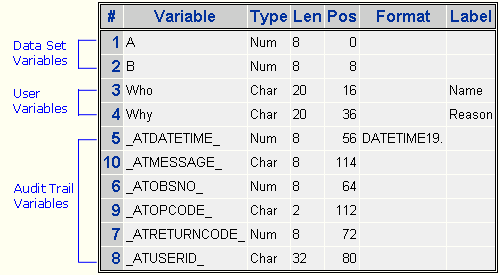 # Variable Type Len Pos Format Label
Data Set Variables
1 A Num 8 0
2 B Num 8 8
User Variables
3 Who Char 20 16 Name
4 Why Char 20 36 Reason
Audit Trail Variables
5 _ATDATETIME_ Num 8 56 DATETIME19.
10 _ATMESSAGE_ Char 8 114
6 _ATOBSNO_ Num 8 64
9 _ATOPCODE_ Char 2 112
7 _ATRETURNCODE_ Num 8 72
8 _ATUSERID_ Char 32 80